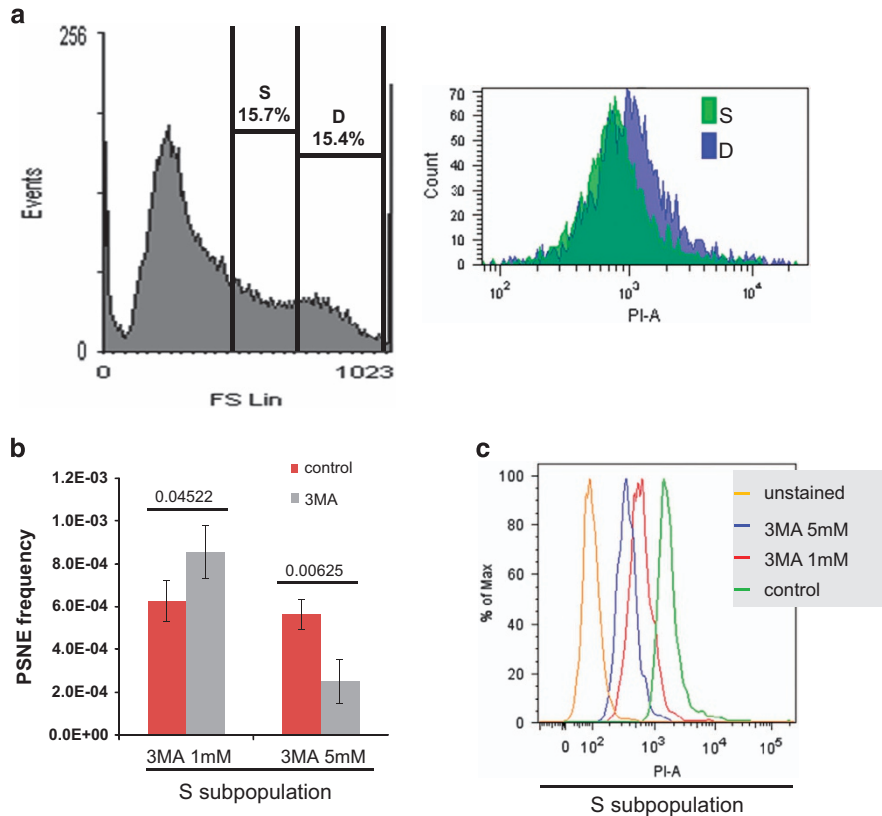 a
256
Events
0
S
15.7%
D
15.4%
0
1023
FS Lin
70
60
50
40
30
20
10
0
Count
S
D
10²
10³
10⁴
PI-A
b
1.2E-03
1.0E-03
8.0E-04
6.0E-04
4.0E-04
2.0E-04
0.0E+00
PSNE frequency
control
3MA
0.04522
0.00625
3MA 1mM
3MA 5mM
S subpopulation
c
100
80
60
40
20
0
% of Max
unstained
3MA 5mM
3MA 1mM
control
0 10² 10³ 10⁴ 10⁵
PI-A
S subpopulation